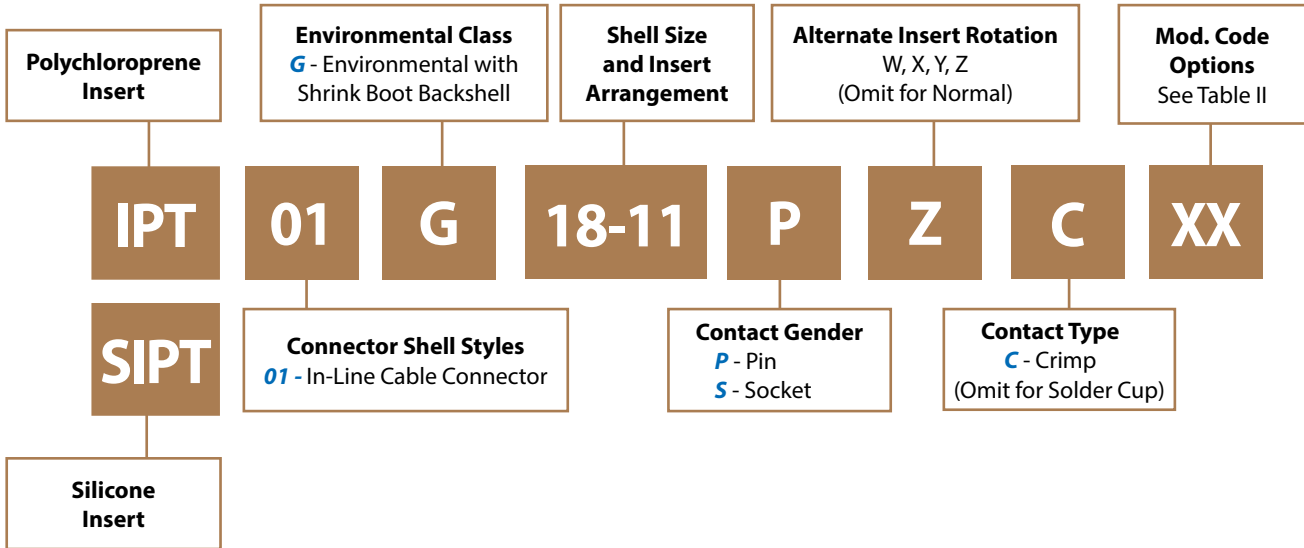 Polychloroprene
Insert
Environmental Class
G - Environmental with
Shrink Boot Backshell
Shell Size
and Insert
Arrangement
Alternate Insert Rotation
W, X, Y, Z
(Omit for Normal)
Mod. Code
Options
See Table II
IPT 01 G 18-11 P Z C XX
SIPT
Connector Shell Styles
01 - In-Line Cable Connector
Contact Gender
P - Pin
S - Socket
Contact Type
C - Crimp
(Omit for Solder Cup)
Silicone
Insert